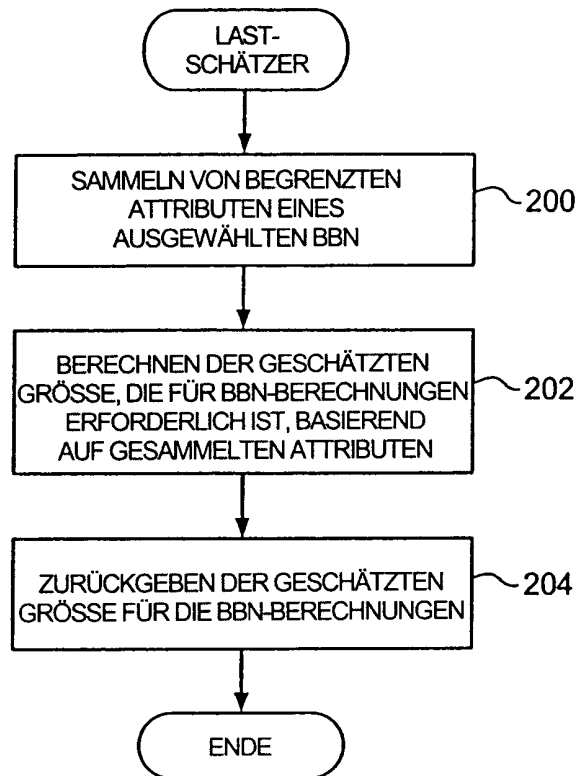 LAST-
SCHÄTZER
SAMMELN VON BEGRENZTEN
ATTRIBUTEN EINES
AUSGEWÄHLTEN BBN
200
BERECHNEN DER GESCHÄTZTEN
GRÖSSE, DIE FÜR BBN-BERECHNUNGEN
ERFORDERLICH IST, BASIEREND
AUF GESAMMELTEN ATTRIBUTEN
202
ZURÜCKGEBEN DER GESCHÄTZTEN
GRÖSSE FÜR DIE BBN-BERECHNUNGEN
204
ENDE